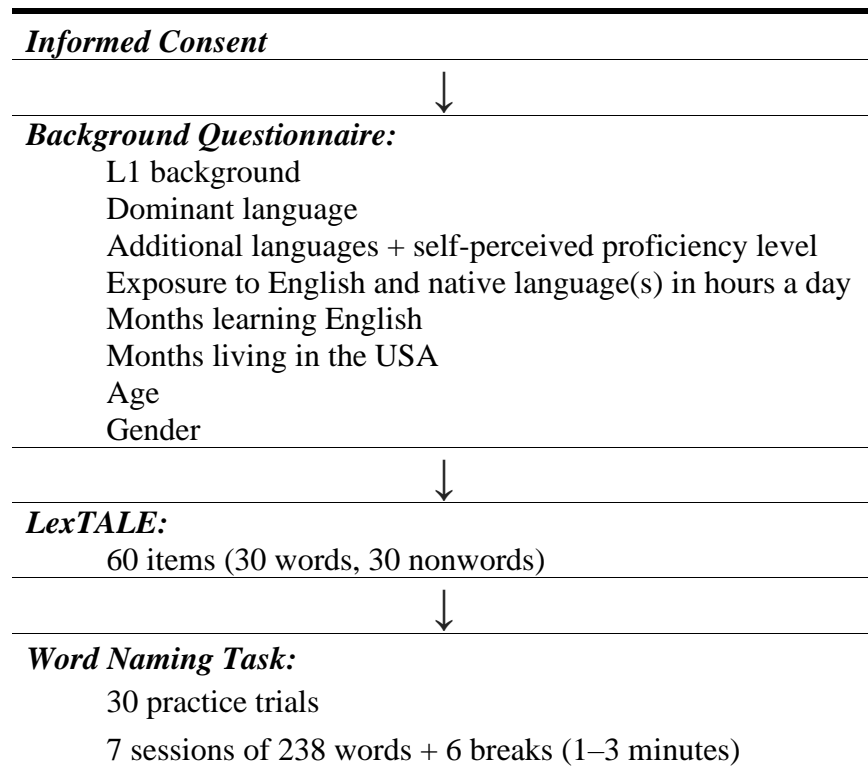 Informed Consent
↓
Background Questionnaire:
L1 background
Dominant language
Additional languages + self-perceived proficiency level
Exposure to English and native language(s) in hours a day
Months learning English
Months living in the USA
Age
Gender
↓
LexTALE:
60 items (30 words, 30 nonwords)
↓
Word Naming Task:
30 practice trials
7 sessions of 238 words + 6 breaks (1–3 minutes)